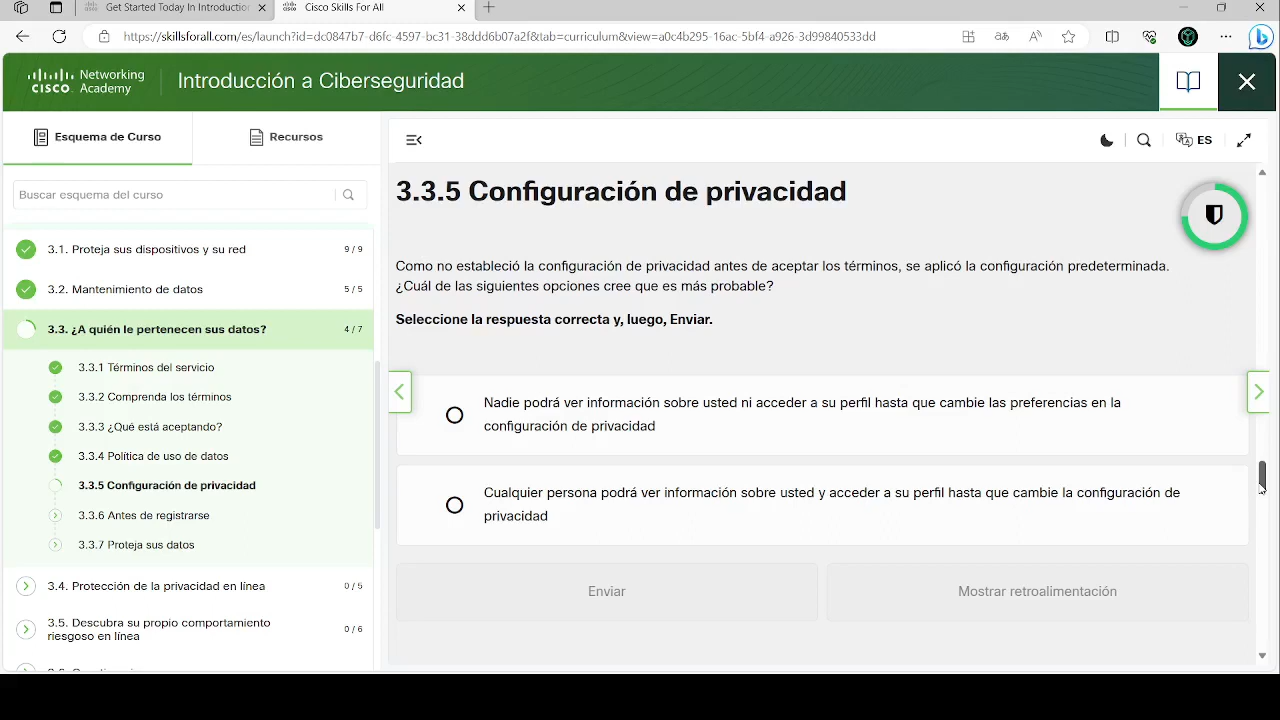 Get Started Today In Introduction
Cisco Skills For All
https://skillsforall.com/es/launch?id=dc0847b7-d6fc-4597-bc31-38ddd6b07a2f&tab=curriculum&view=a0c4b295-16ac-5bf4-a926-3d99840533dd
Networking
Academy
CISCO
Introducción a Ciberseguridad
Esquema de Curso
Recursos
ES
Buscar esquema del curso
3.1. Proteja sus dispositivos y su red 9 / 9
3.2. Mantenimiento de datos 5 / 5
3.3. ¿A quién le pertenecen sus datos? 4 / 7
3.3.1 Términos del servicio
3.3.2 Comprenda los términos
3.3.3 ¿Qué está aceptando?
3.3.4 Política de uso de datos
3.3.5 Configuración de privacidad
3.3.6 Antes de registrarse
3.3.7 Proteja sus datos
3.4. Protección de la privacidad en línea 0 / 5
3.5. Descubra su propio comportamiento
riesgoso en línea 0 / 6
3.3.5 Configuración de privacidad
Como no estableció la configuración de privacidad antes de aceptar los términos, se aplicó la configuración predeterminada.
¿Cuál de las siguientes opciones cree que es más probable?
Seleccione la respuesta correcta y, luego, Enviar.
Nadie podrá ver información sobre usted ni acceder a su perfil hasta que cambie las preferencias en la
configuración de privacidad
Cualquier persona podrá ver información sobre usted y acceder a su perfil hasta que cambie la configuración de
privacidad
Enviar
Mostrar retroalimentación